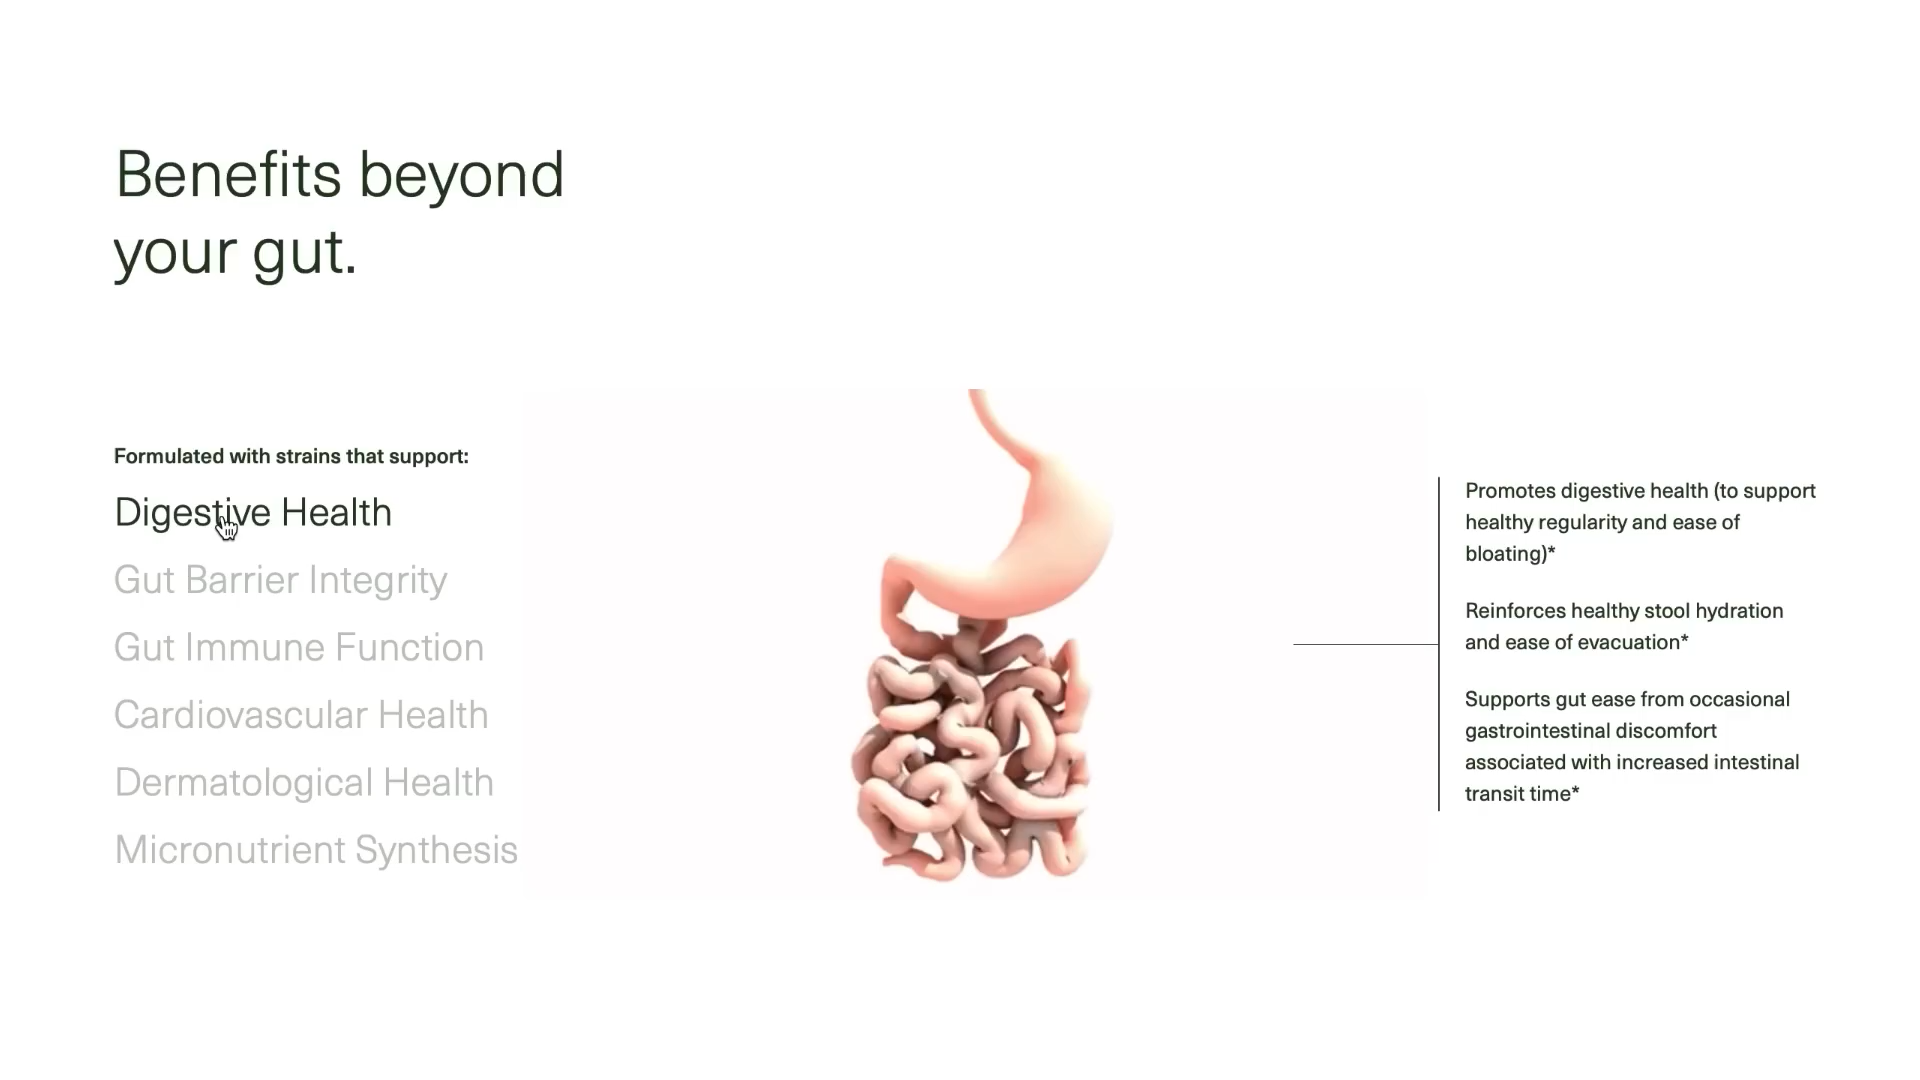 Benefits beyond
your gut.
Formulated with strains that support:
Digestive Health
Gut Barrier Integrity
Gut Immune Function
Cardiovascular Health
Dermatological Health
Micronutrient Synthesis
Promotes digestive health (to support
healthy regularity and ease of
bloating)*
Reinforces healthy stool hydration
and ease of evacuation*
Supports gut ease from occasional
gastrointestinal discomfort
associated with increased intestinal
transit time*